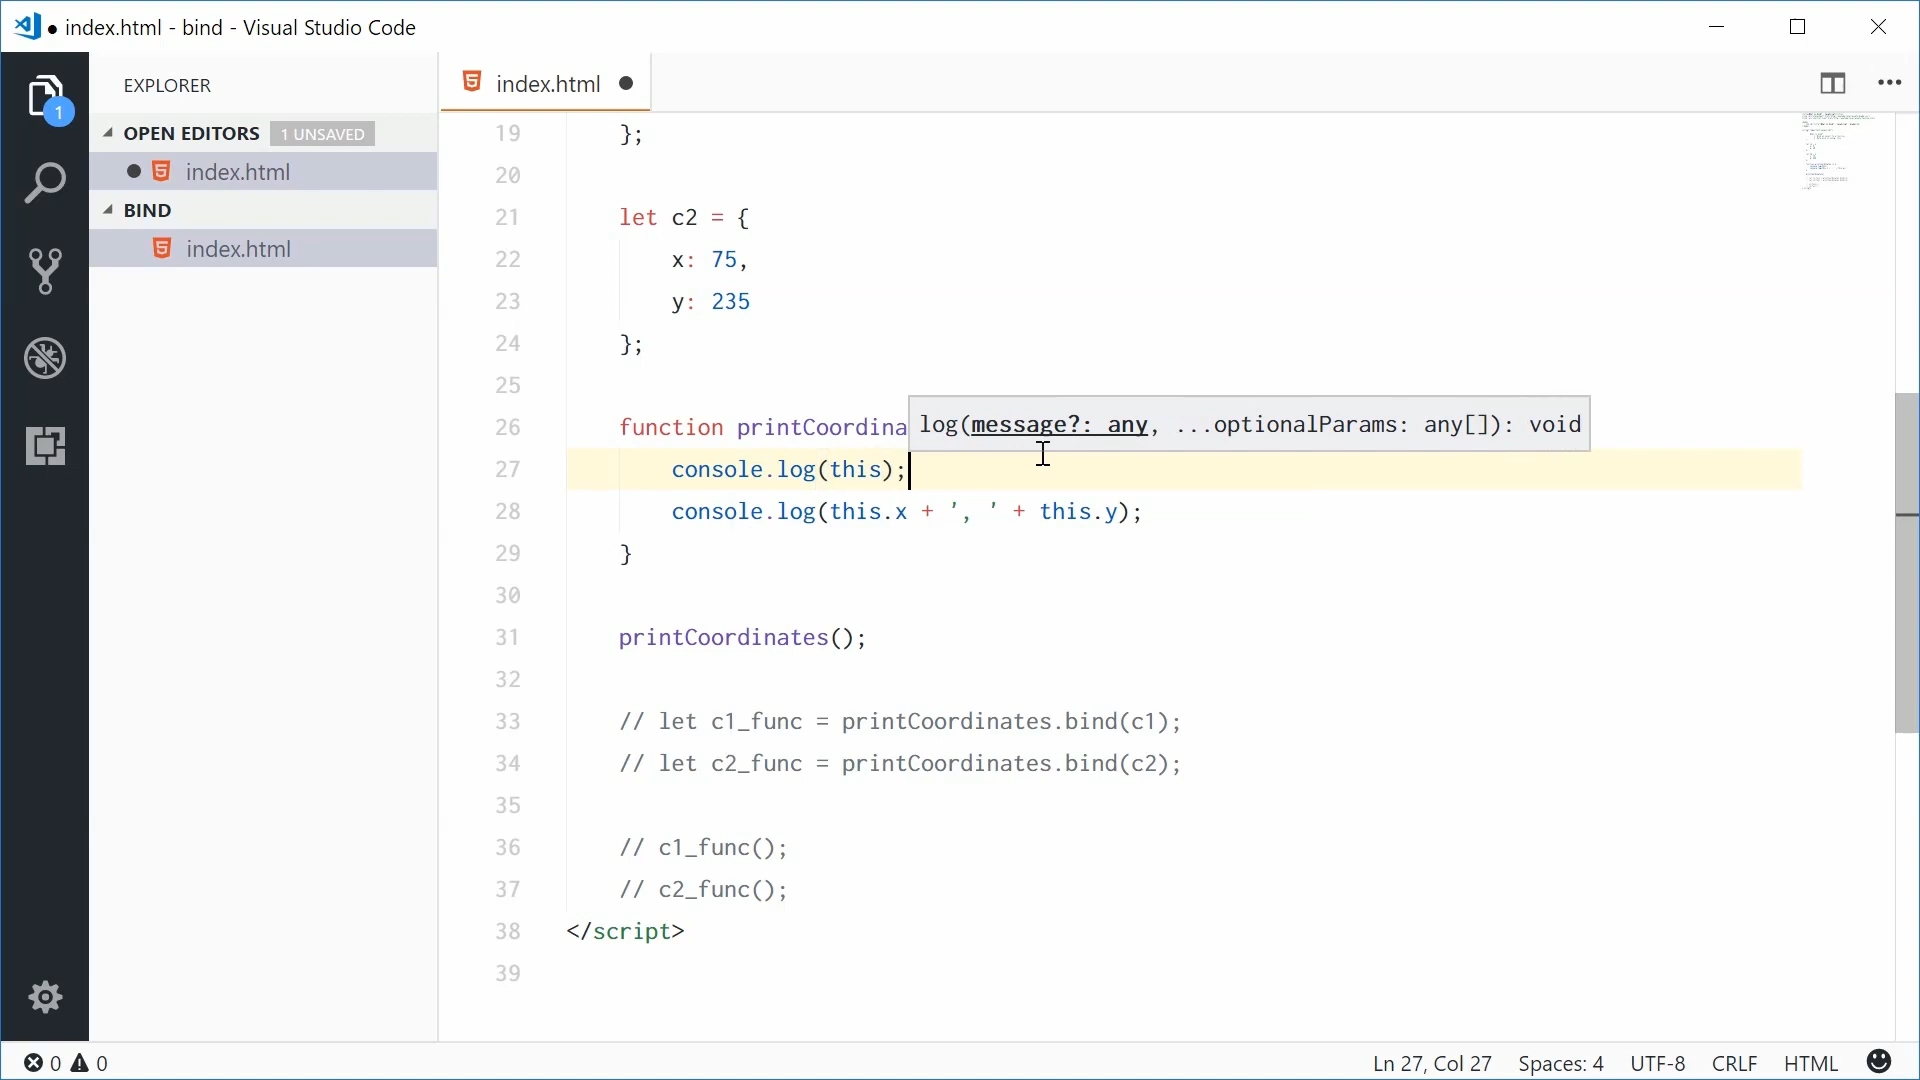 index.html - bind - Visual Studio Code
EXPLORER
OPEN EDITORS 1 UNSAVED
index.html
BIND
index.html
1
index.html
19 };
20
21 let c2 = {
22 x: 75,
23 y: 235
24 };
25
26 function printCoordina
log(message?: any, ...optionalParams: any[]): void
27 console.log(this);
28 console.log(this.x + ', ' + this.y);
29 }
30
31 printCoordinates();
32
33 // let c1_func = printCoordinates.bind(c1);
34 // let c2_func = printCoordinates.bind(c2);
35
36 // c1_func();
37 // c2_func();
38 </script>
39
0 0
Ln 27, Col 27 Spaces: 4 UTF-8 CRLF HTML